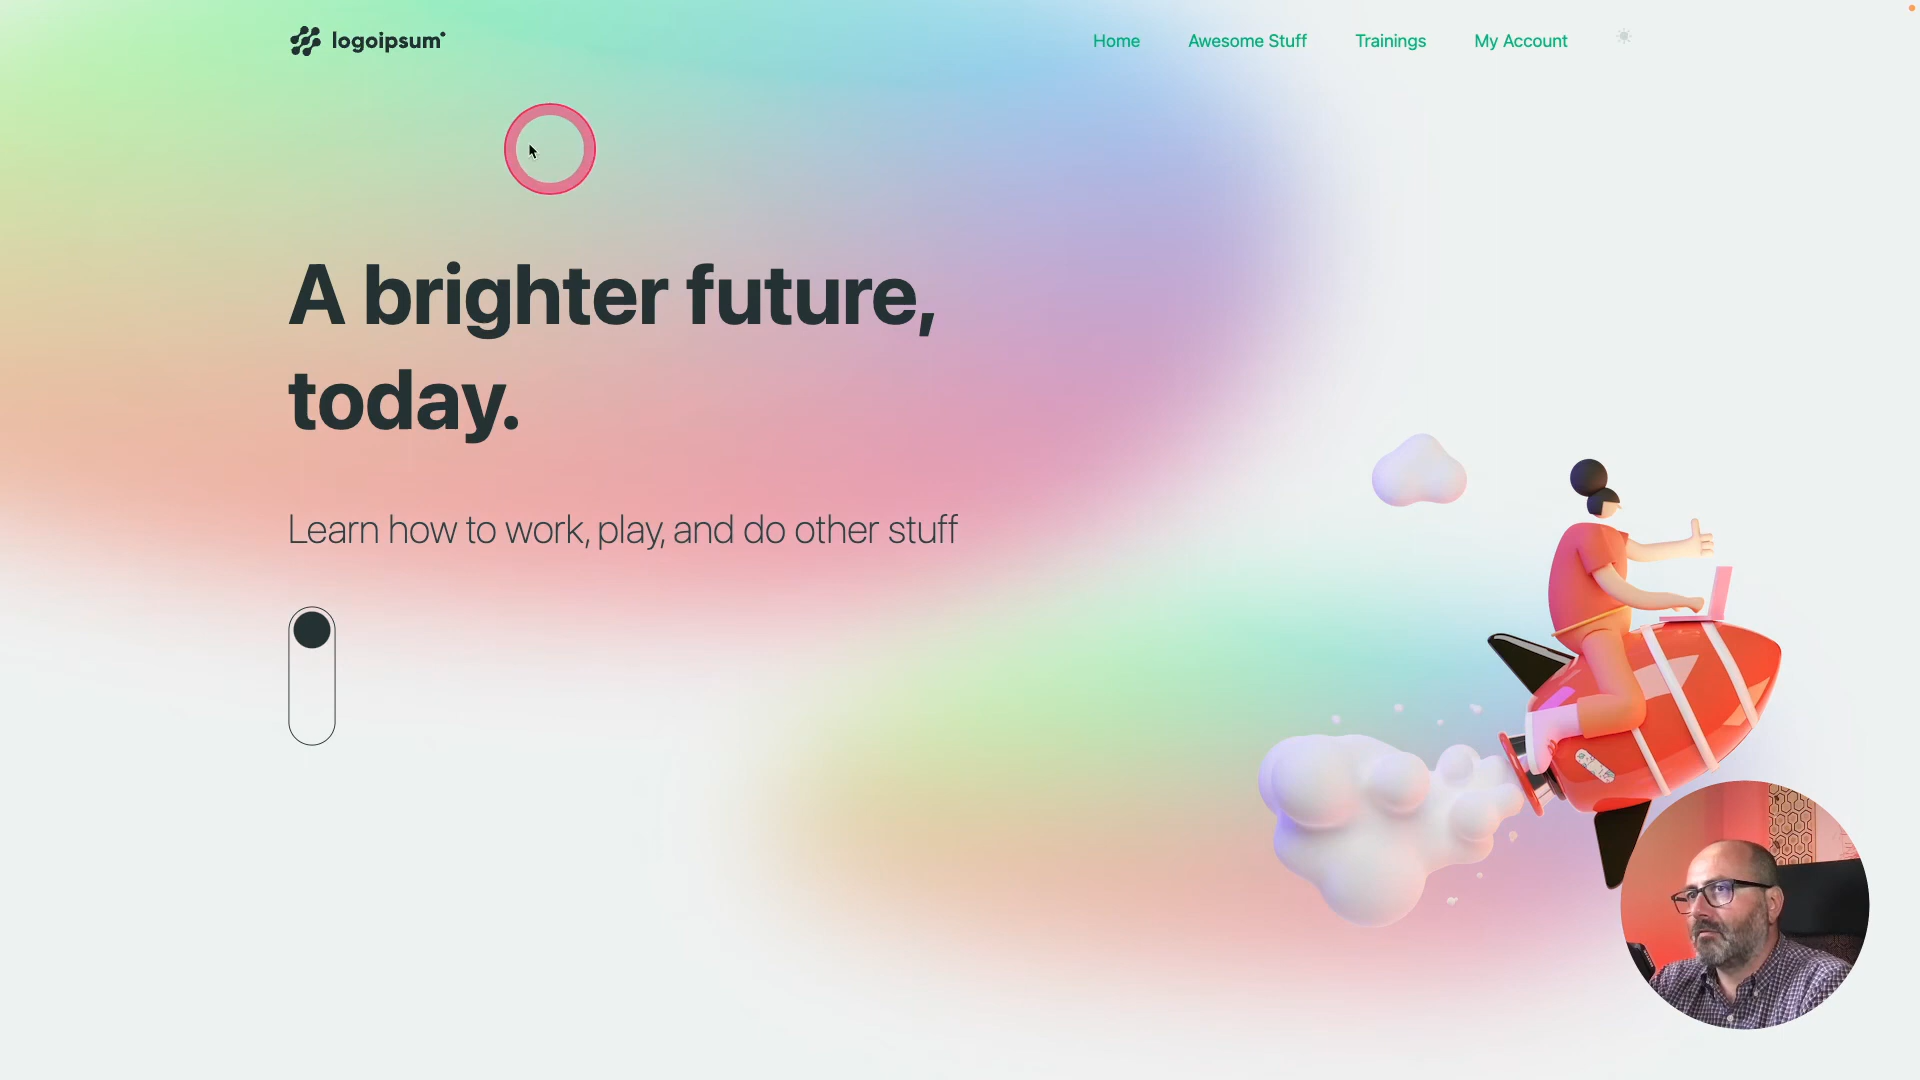 logoipsum
Home
Awesome Stuff
Trainings
My Account
A brighter future,
today.
Learn how to work, play, and do other stuff